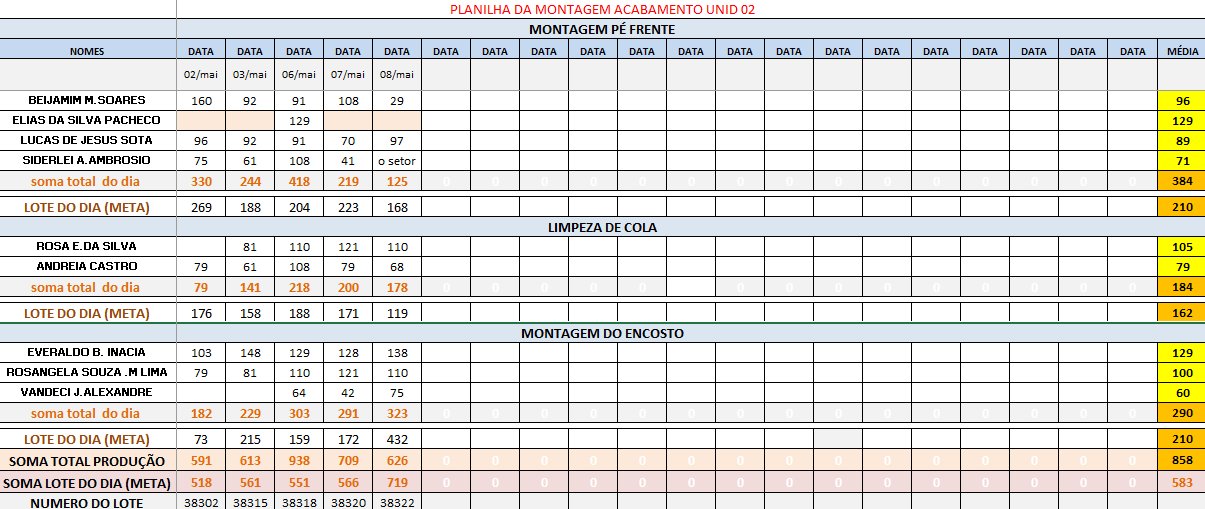 PLANILHA DA MONTAGEM ACABAMENTO UNID 02
MONTAGEM PÉ FRENTE
NOMES DATA DATA DATA DATA DATA DATA DATA DATA DATA DATA DATA DATA DATA DATA DATA DATA DATA DATA DATA DATA MÉDIA
02/mai 03/mai 06/mai 07/mai 08/mai
BEIJAMIM M.SOARES 160 92 91 108 29 96
ELIAS DA SILVA PACHECO 129 129
LUCAS DE JESUS SOTA 96 92 91 70 97 89
SIDERLEI A.AMBROSIO 75 61 108 41 o setor 71
soma total do dia 330 244 418 219 125 0 0 0 0 0 0 0 0 0 0 0 0 0 0 0 384
LOTE DO DIA (META) 269 188 204 223 168 210
LIMPEZA DE COLA
ROSA E.DA SILVA 81 110 121 110 105
ANDREIA CASTRO 79 61 108 79 68 79
soma total do dia 79 141 218 200 178 0 0 0 0 0 0 0 0 0 0 0 0 0 0 184
LOTE DO DIA (META) 176 158 188 171 119 162
MONTAGEM DO ENCOSTO
EVERALDO B. INACIA 103 148 129 128 138 129
ROSANGELA SOUZA .M LIMA 79 81 110 121 110 100
VANDECI J.ALEXANDRE 64 42 75 60
soma total do dia 182 229 303 291 323 0 0 0 0 0 0 0 0 0 0 0 0 0 0 0 290
LOTE DO DIA (META) 73 215 159 172 432 210
SOMA TOTAL PRODUÇÃO 591 613 938 709 626 0 0 0 0 0 0 0 0 0 0 0 0 0 0 0 858
SOMA LOTE DO DIA (META) 518 561 551 566 719 0 0 0 0 0 0 0 0 0 0 0 0 0 0 0 583
NUMERO DO LOTE 38302 38315 38318 38320 38322